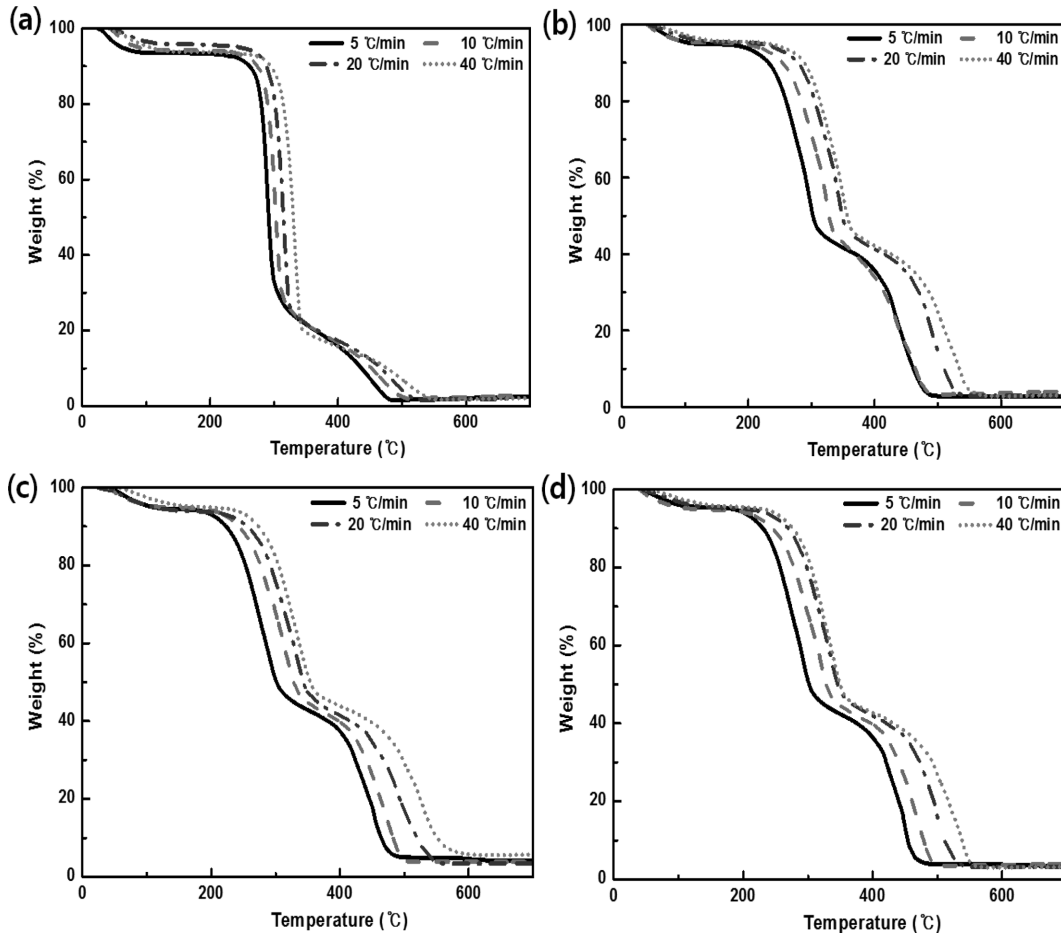 (a)
100
80
60
40
20
0
0
200
400
600
Weight (%)
Temperature (℃)
5 ℃/min
10 ℃/min
20 ℃/min
40 ℃/min
(b)
100
80
60
40
20
0
0
200
400
600
Weight (%)
Temperature (℃)
5 ℃/min
10 ℃/min
20 ℃/min
40 ℃/min
(c)
100
80
60
40
20
0
0
200
400
600
Weight (%)
Temperature (℃)
5 ℃/min
10 ℃/min
20 ℃/min
40 ℃/min
(d)
100
80
60
40
20
0
0
200
400
600
Weight (%)
Temperature (℃)
5 ℃/min
10 ℃/min
20 ℃/min
40 ℃/min